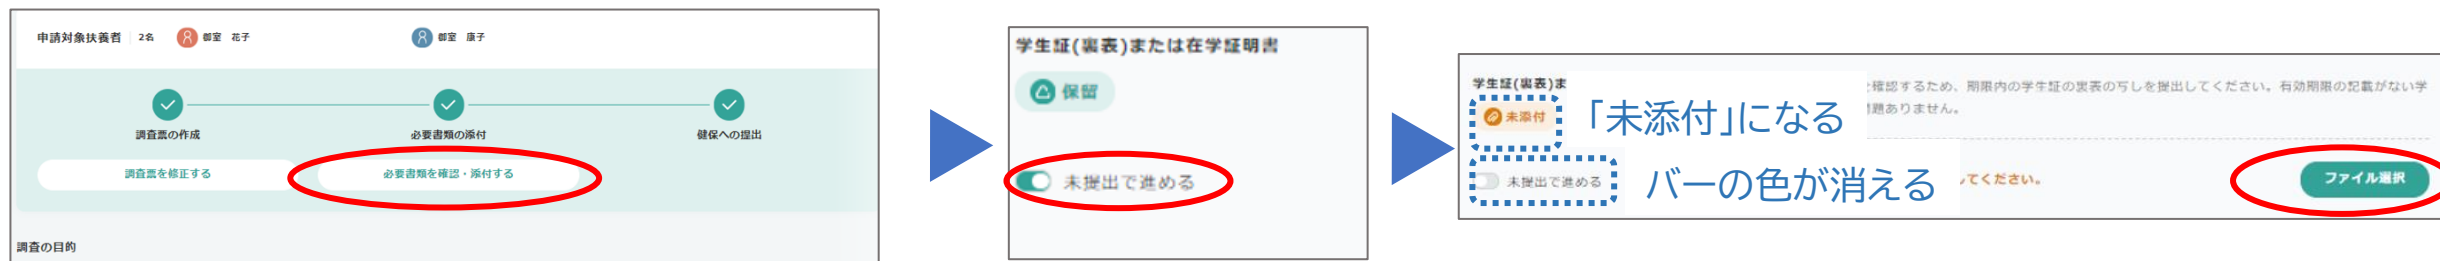 申請対象扶養者 2名 御室 花子 御室 康子
調査票の作成 必要書類の添付 健保への提出
調査票を修正する 必要書類を確認・添付する
調査の目的
学生証(裏表)または在学証明書
保留
未提出で進める
学生証(裏表)ま
確認するため、期限内の学生証の裏表の写しを提出してください。有効期限の記載がない学
問題ありません。
未添付
「未添付」になる
未提出で進める
バーの色が消える
してください。
ファイル選択